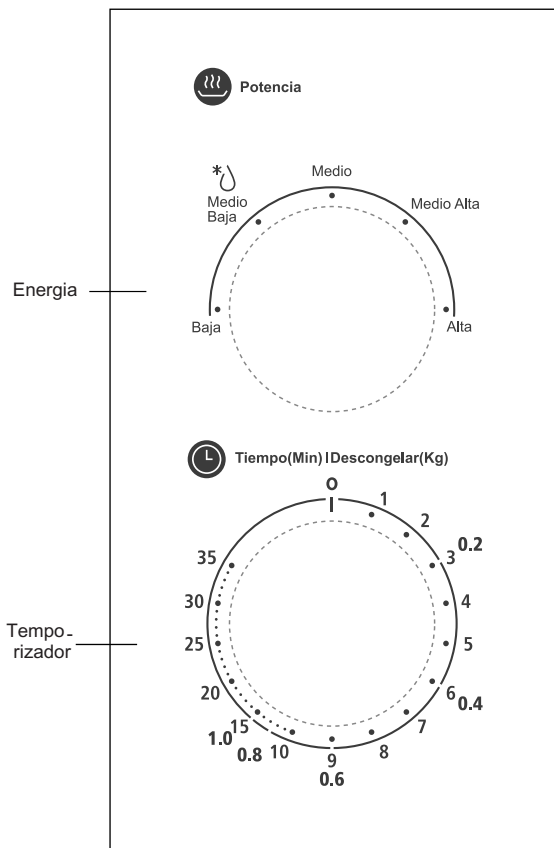 Potencia
Medio
Medio
Baja
Medio Alta
Energia
Baja
Alta
Tiempo(Min)|Descongelar(Kg)
0
1
2
0.2
3
35
4
30
Tempo-
rizador
25
5
20
6
0.4
15
7
1.0
10
8
0.8
9
0.6